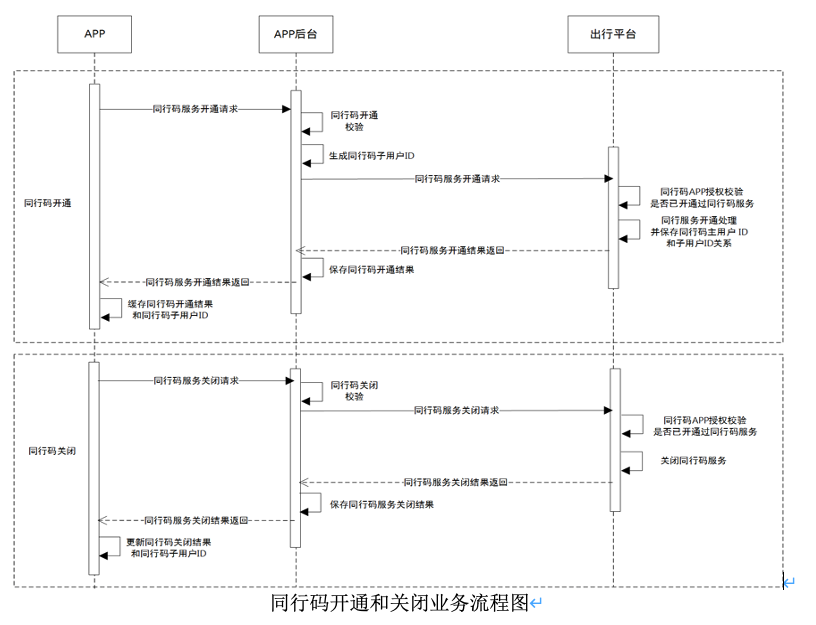 APP
APP后台
出行平台
同行码服务开通请求
同行码开通
校验
生成同行码子用户ID
同行码服务开通请求
同行码APP授权校验
是否已开通过同行码服务
同行码开通
同行服务开通处理
并保存同行码主用户 ID
和子用户ID关系
同行码服务开通结果返回
保存同行码开通结果
同行码服务开通结果返回
缓存同行码开通结果
和同行码子用户ID
同行码服务关闭请求
同行码关闭
校验
同行码服务关闭请求
同行码APP授权校验
是否已开通过同行码服务
同行码关闭
关闭同行码服务
同行码服务关闭结果返回
保存同行码服务关闭结果
同行码服务关闭结果返回
更新同行码关闭结果
和同行码子用户ID
同行码开通和关闭业务流程图